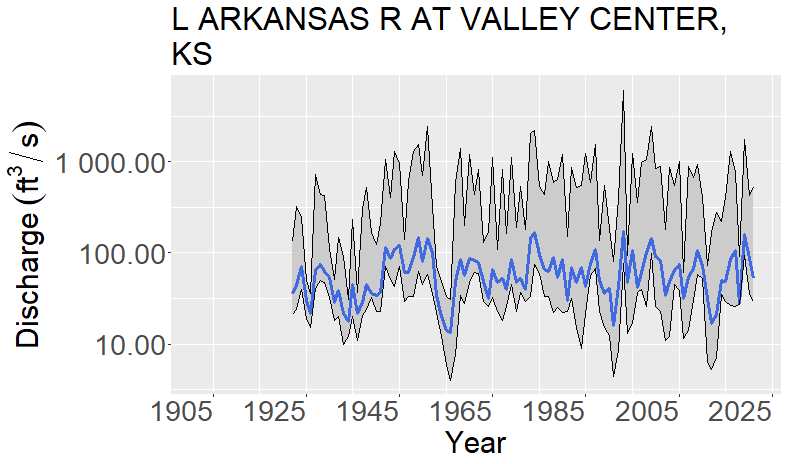 L ARKANSAS R AT VALLEY CENTER,
KS
Discharge (ft³/s)
1 000.00
100.00
10.00
1905 1925 1945 1965 1985 2005 2025
Year